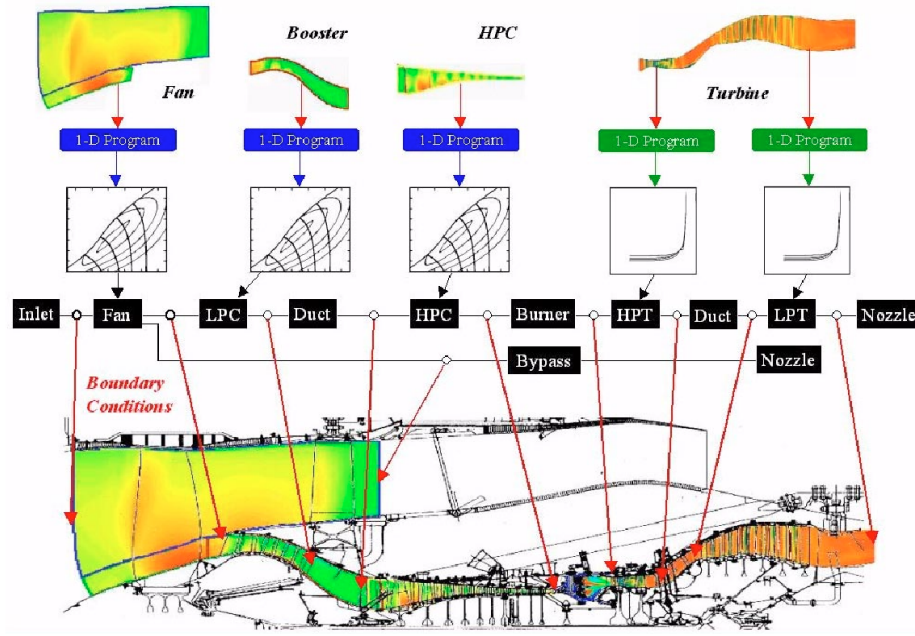 Fan
Booster
HPC
Turbine
1-D Program
1-D Program
1-D Program
1-D Program
1-D Program
Inlet
Fan
LPC
Duct
HPC
Burner
HPT
Duct
LPT
Nozzle
Bypass
Nozzle
Boundary
Conditions